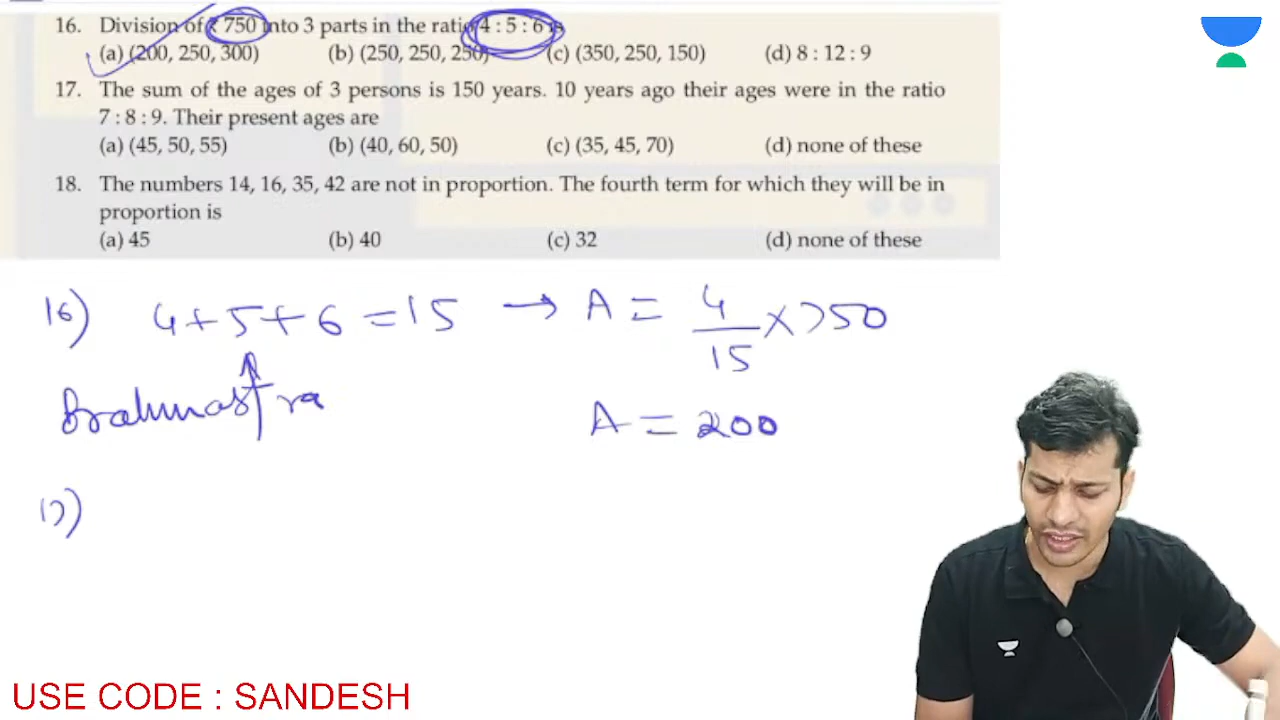 16. Division of ₹ 750 into 3 parts in the ratio 4 : 5 : 6 is
(a) (200, 250, 300) (b) (250, 250, 250) (c) (350, 250, 150) (d) 8 : 12 : 9
17. The sum of the ages of 3 persons is 150 years. 10 years ago their ages were in the ratio
7 : 8 : 9. Their present ages are
(a) (45, 50, 55) (b) (40, 60, 50) (c) (35, 45, 70) (d) none of these
18. The numbers 14, 16, 35, 42 are not in proportion. The fourth term for which they will be in
proportion is
(a) 45 (b) 40 (c) 32 (d) none of these
16) 4+5+6 =15 → A = 4/15 × 750
Brahmastra A = 200
17)
USE CODE : SANDESH